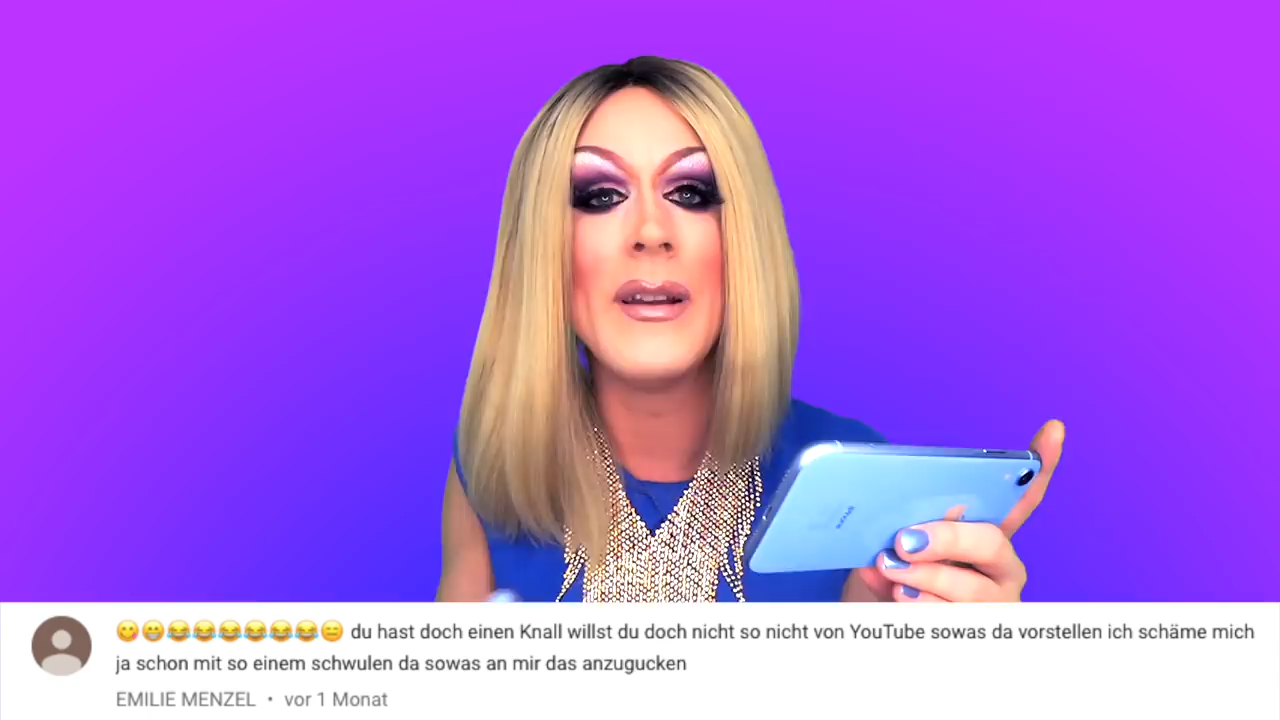 😋😁😂😂😂😂😂😂😑 du hast doch einen Knall willst du doch nicht so nicht von YouTube sowas da vorstellen ich schäme mich
ja schon mit so einem schwulen da sowas an mir das anzugucken
EMILIE MENZEL • vor 1 Monat